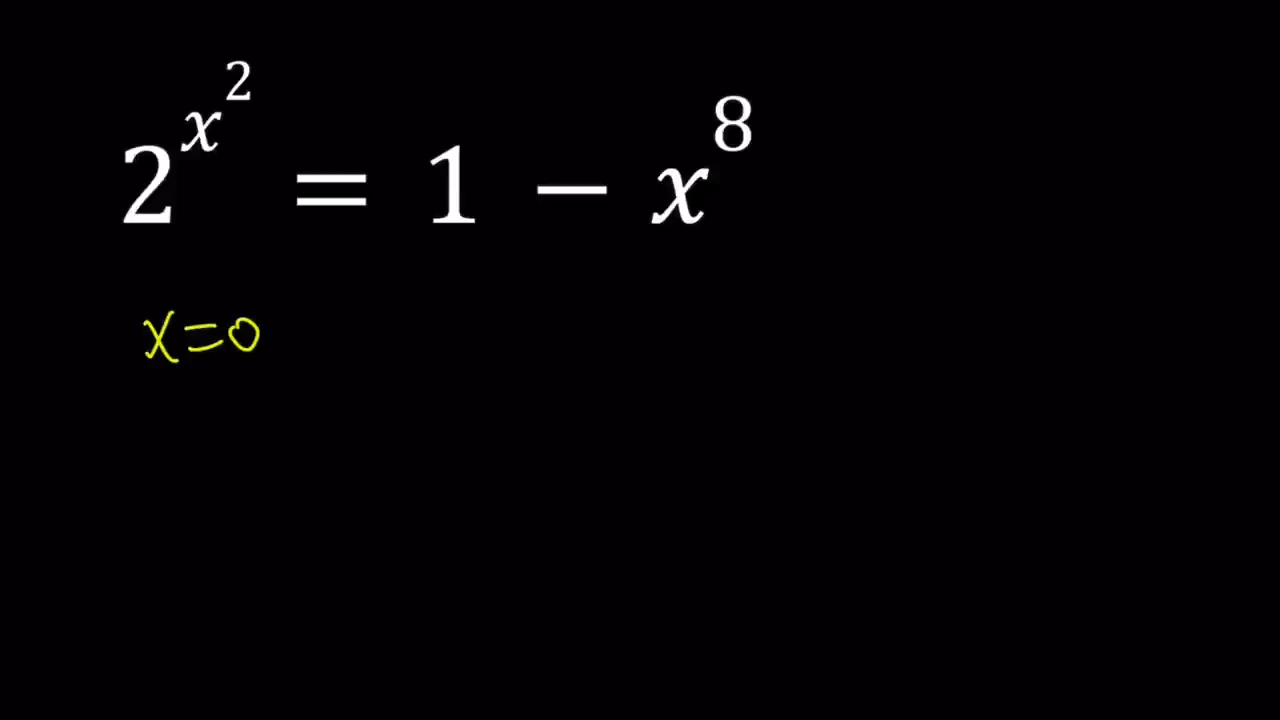 2^{x^2} = 1 − x^8
x=0